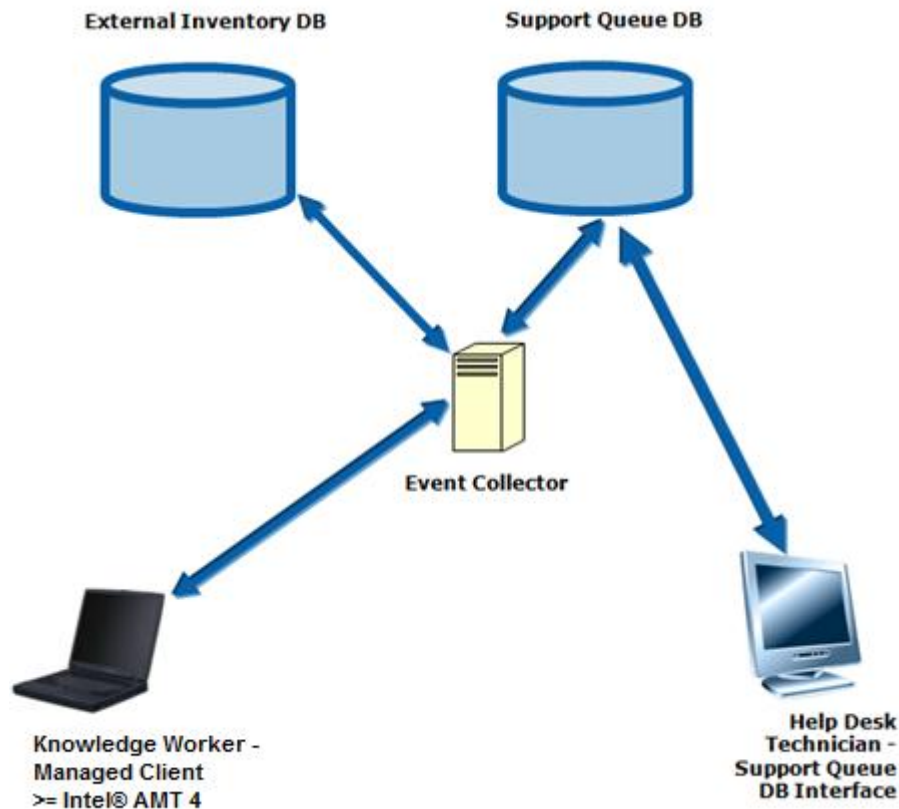 External Inventory DB
Support Queue DB
Event Collector
Knowledge Worker -
Managed Client
>= Intel® AMT 4
Help Desk
Technician -
Support Queue
DB Interface